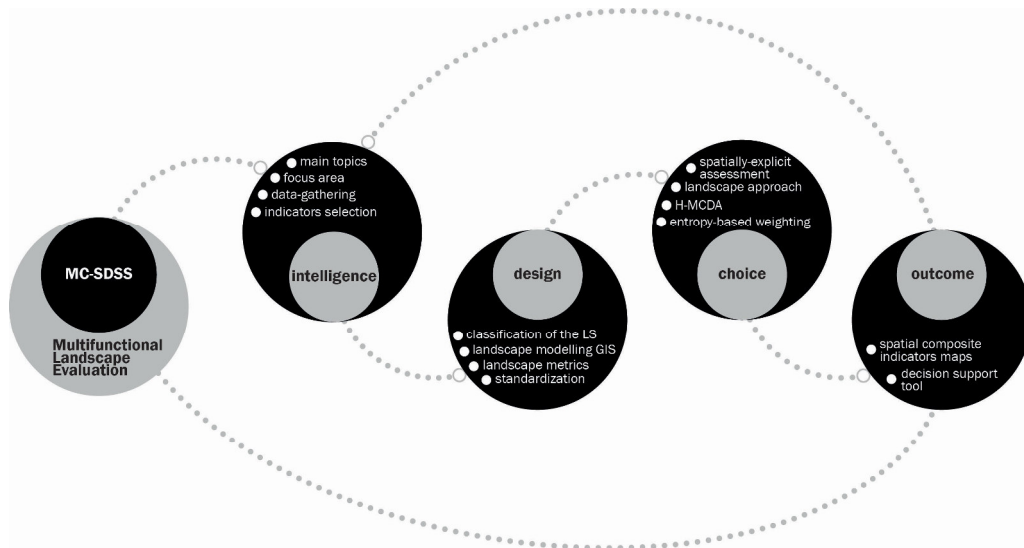 MC-SDSS
Multifunctional
Landscape
Evaluation
main topics
focus area
data-gathering
indicators selection
intelligence
design
classification of the LS
landscape modelling GIS
landscape metrics
standardization
spatially-explicit
assessment
landscape approach
H-MCDA
entropy-based weighting
choice
outcome
spatial composite
indicators maps
decision support
tool